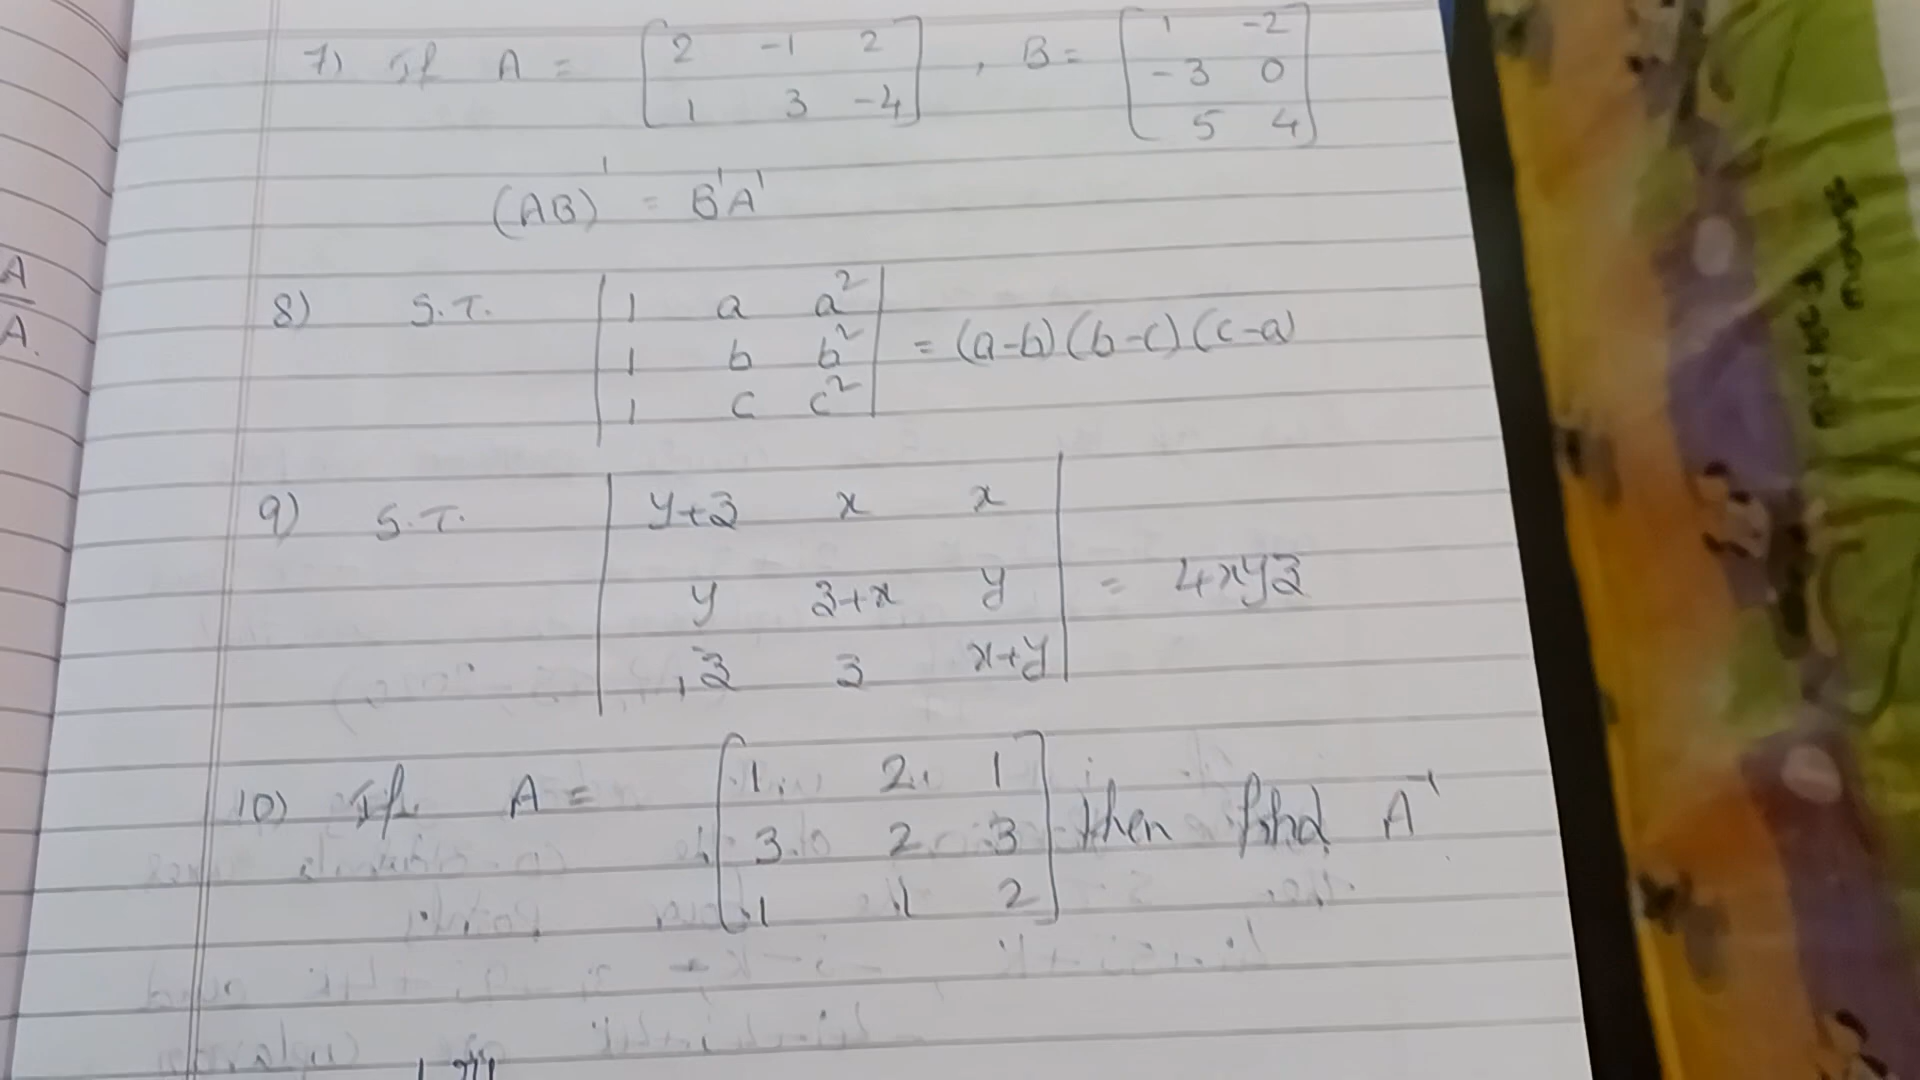 7) If A = [ 2 -1 2 , B = [ 1 -2
1 3 -4 ] -3 0
5 4 ]
(AB)' = B'A'
8) S.T. | 1 a a²
1 b b² | = (a-b)(b-c)(c-a)
1 c c²
9) S.T. | y+z x x
y z+x y | = 4xyz
z z x+y
10) If A = [ 1 2 1
3 2 3 ] then find A⁻¹
1 1 2
A
A.